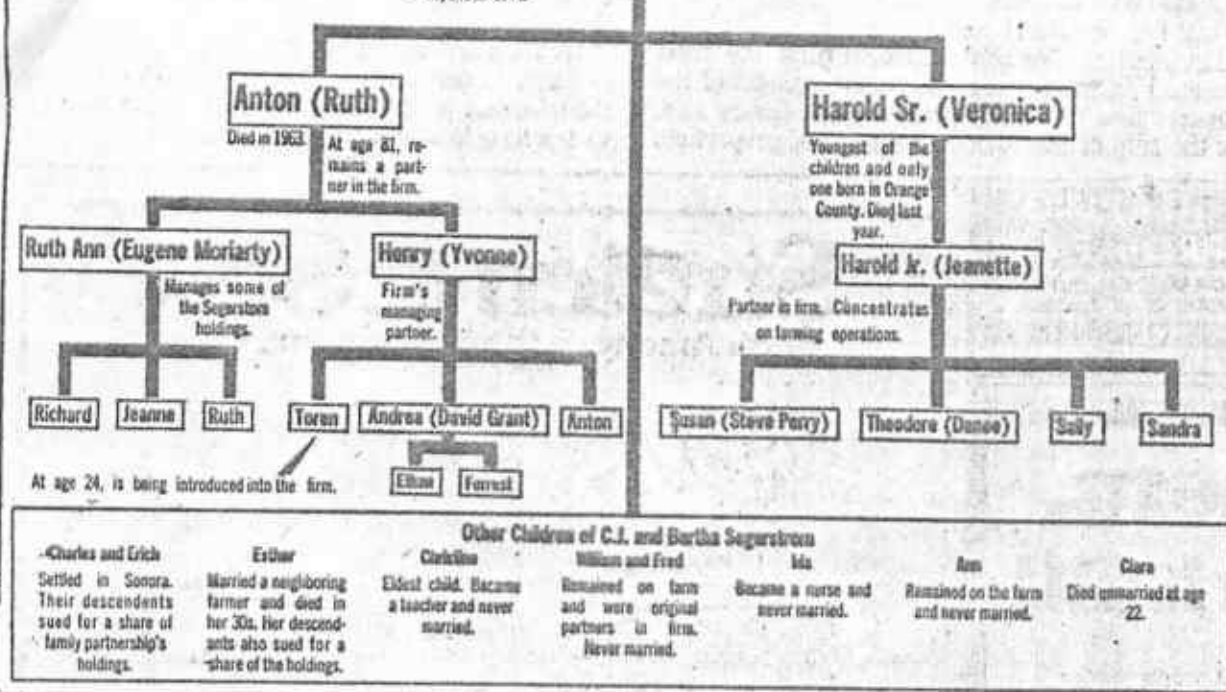 Anton (Ruth)
Died in 1963.
At age 81, re-
mains a part-
ner in the firm.
Harold Sr. (Veronica)
Youngest of the
children and only
one born in Orange
County. Died last
year.
Ruth Ann (Eugene Moriarty)
Manages some of
the Segerstrom
holdings.
Henry (Yvonne)
Firm's
managing
partner.
Harold Jr. (Jeanette)
Partner in firm. Concentrates
on farming operations.
Richard
Jeanne
Ruth
Toren
Andrea (David Grant)
Anton
Susan (Steve Perry)
Theodore
Sally
Sandra
At age 24, is being introduced into the firm.
Ethan
Forrest
Other Children of C.J. and Bertha Segerstrom
Charles and Erich
Settled in Sonora.
Their descendents
sued for a share of
family partnership's
holdings.
Esther
Married a neighboring
farmer and died in
her 30s. Her descend-
ants also sued for a
share of the holdings.
Christine
Eldest child. Became
a teacher and never
married.
William and Fred
Remained on farm
and were original
partners in firm.
Never married.
Ida
Became a nurse and
never married.
Ann
Remained on the farm
and never married.
Clara
Died unmarried at age
22.